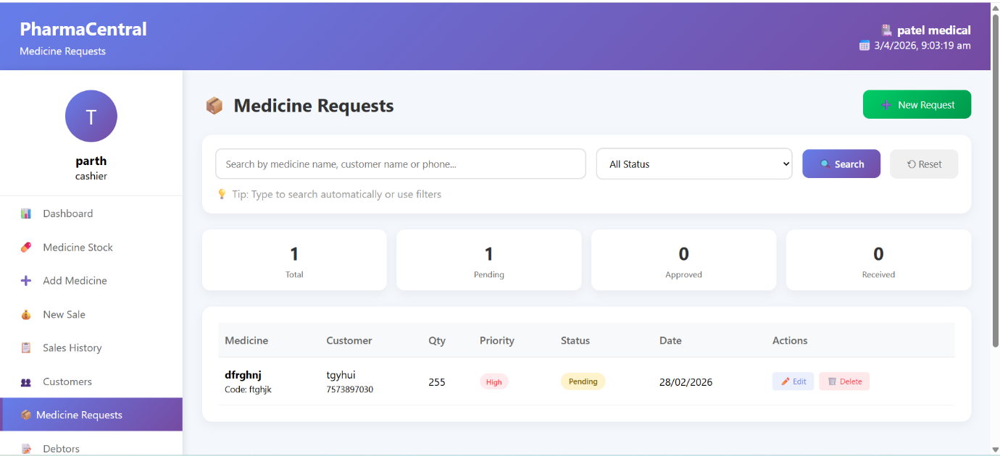 PharmaCentral
Medicine Requests
patel medical
3/4/2026, 9:03:19 am
T
parth
cashier
Dashboard
Medicine Stock
Add Medicine
New Sale
Sales History
Customers
Medicine Requests
Debtors
Medicine Requests
New Request
Search by medicine name, customer name or phone...
All Status
Search
Reset
Tip: Type to search automatically or use filters
1
Total
1
Pending
0
Approved
0
Received
Medicine Customer Qty Priority Status Date Actions
dfrghnj tgyhui 255 High Pending 28/02/2026 Edit Delete
Code: ftghjk 7573897030